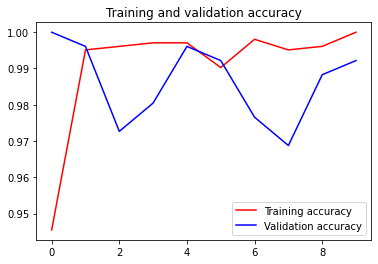 Training and validation accuracy
1.00
0.99
0.98
0.97
0.96
0.95
0 2 4 6 8
Training accuracy
Validation accuracy